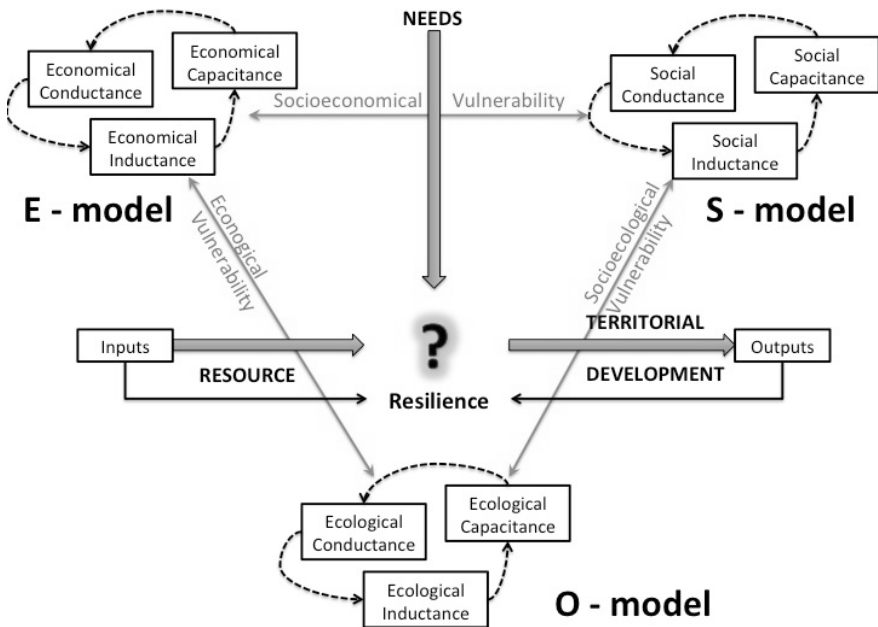 NEEDS
Economical
Conductance
Economical
Capacitance
Economical
Inductance
E - model
Socioeconomical Vulnerability
Social
Conductance
Social
Capacitance
Social
Inductance
S - model
Econogical
Vulnerability
Socioecological
Vulnerability
Inputs
RESOURCE
?
Resilience
TERRITORIAL
DEVELOPMENT
Outputs
Ecological
Conductance
Ecological
Capacitance
Ecological
Inductance
O - model